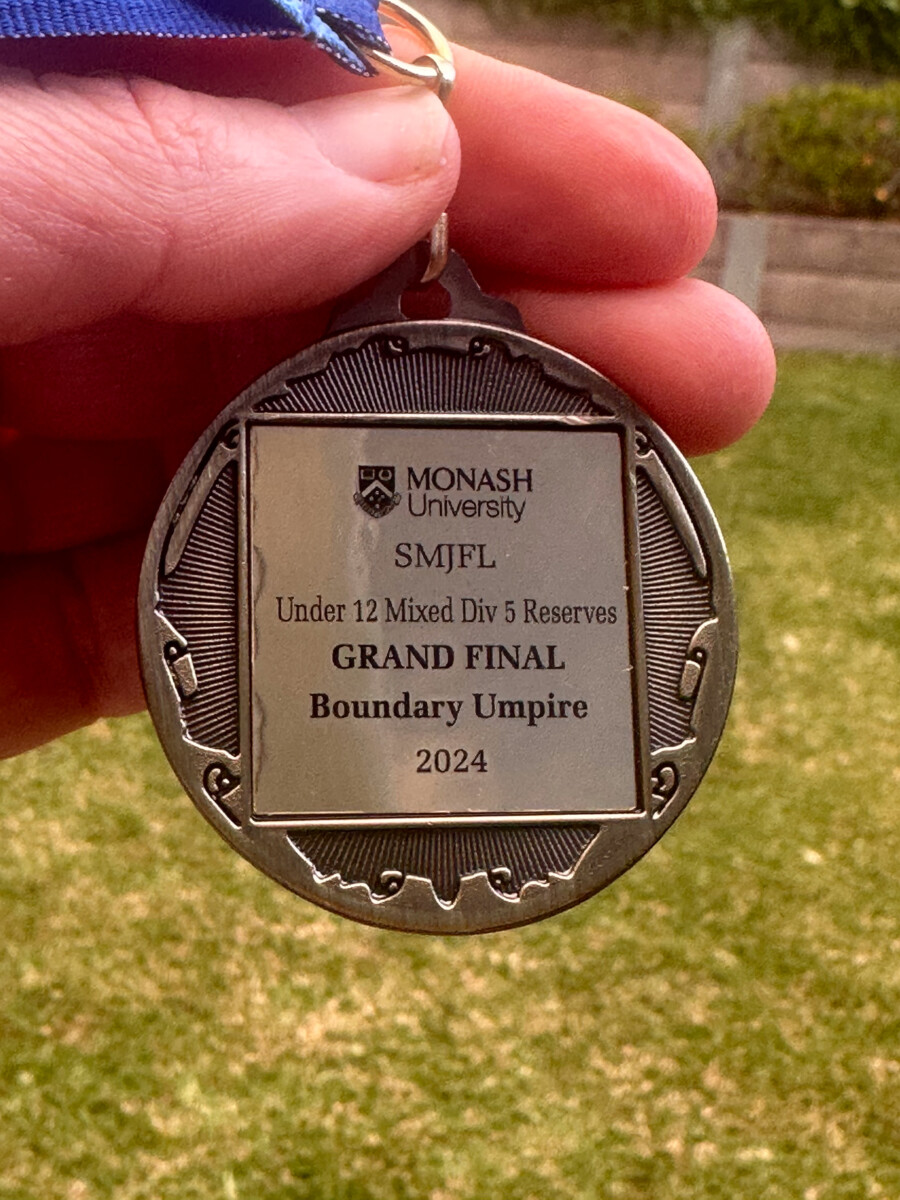 MONASH
University
SMJFL
Under 12 Mixed Div 5 Reserves
GRAND FINAL
Boundary Umpire
2024